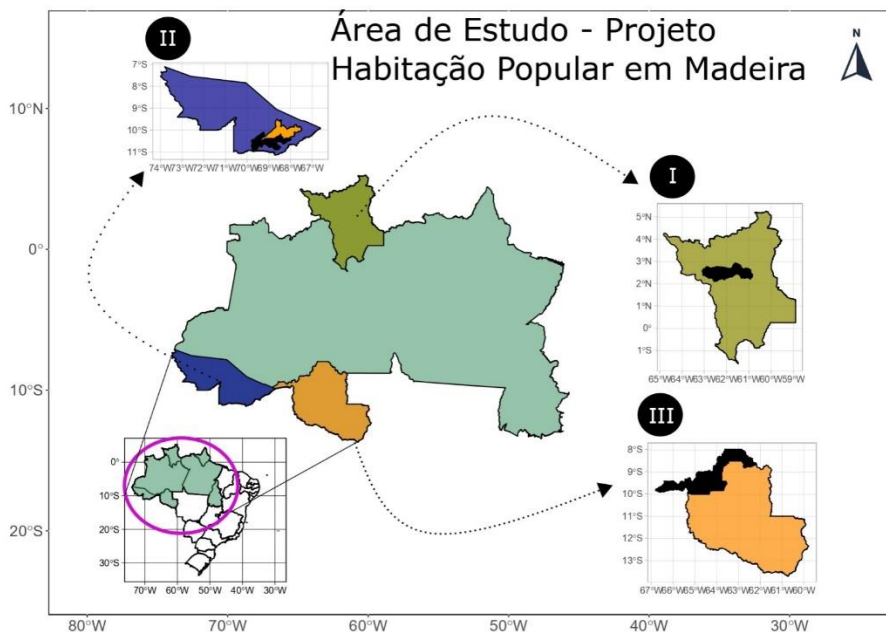 Área de Estudo - Projeto
Habitação Popular em Madeira
N
II
7°S
8°S
9°S
10°S
11°S
74°W73°W72°W71°W70°W69°W68°W67°W
I
5°N
4°N
3°N
2°N
1°N
0°
1°S
65°W64°W63°W62°W61°W60°W59°W
III
8°S
9°S
10°S
11°S
12°S
13°S
67°W66°W65°W64°W63°W62°W61°W60°W
0°
10°S
20°S
30°S
70°W 60°W 50°W 40°W 30°W
10°N
0°
10°S
20°S
80°W 70°W 60°W 50°W 40°W 30°W